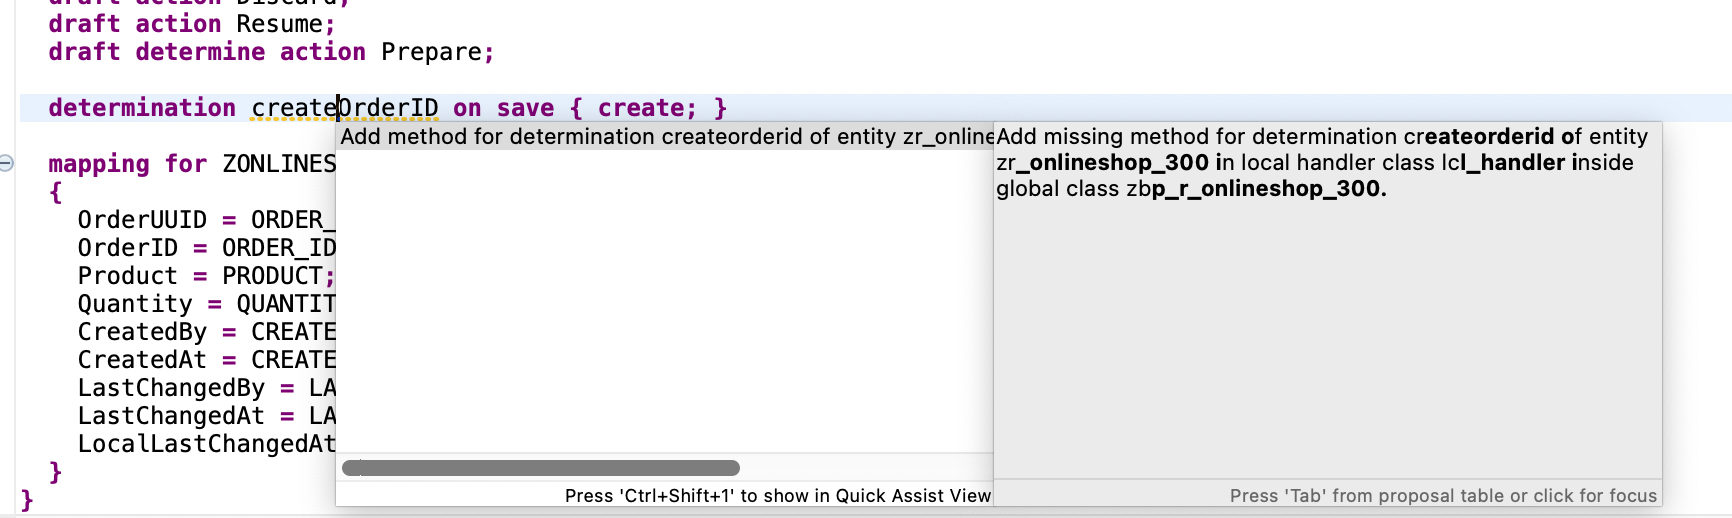 draft action Discard;
draft action Resume;
draft determine action Prepare;
determination createOrderID on save { create; }
Add method for determination createorderid of entity zr_online
Add missing method for determination createorderid of entity
zr_onlineshop_300 in local handler class lcl_handler inside
global class zbp_r_onlineshop_300.
mapping for ZONLINES
{
OrderUUID = ORDER_
OrderID = ORDER_ID
Product = PRODUCT;
Quantity = QUANTIT
CreatedBy = CREATE
CreatedAt = CREATE
LastChangedBy = LA
LastChangedAt = LA
LocalLastChangedAt
}
}
Press 'Ctrl+Shift+1' to show in Quick Assist View
Press 'Tab' from proposal table or click for focus